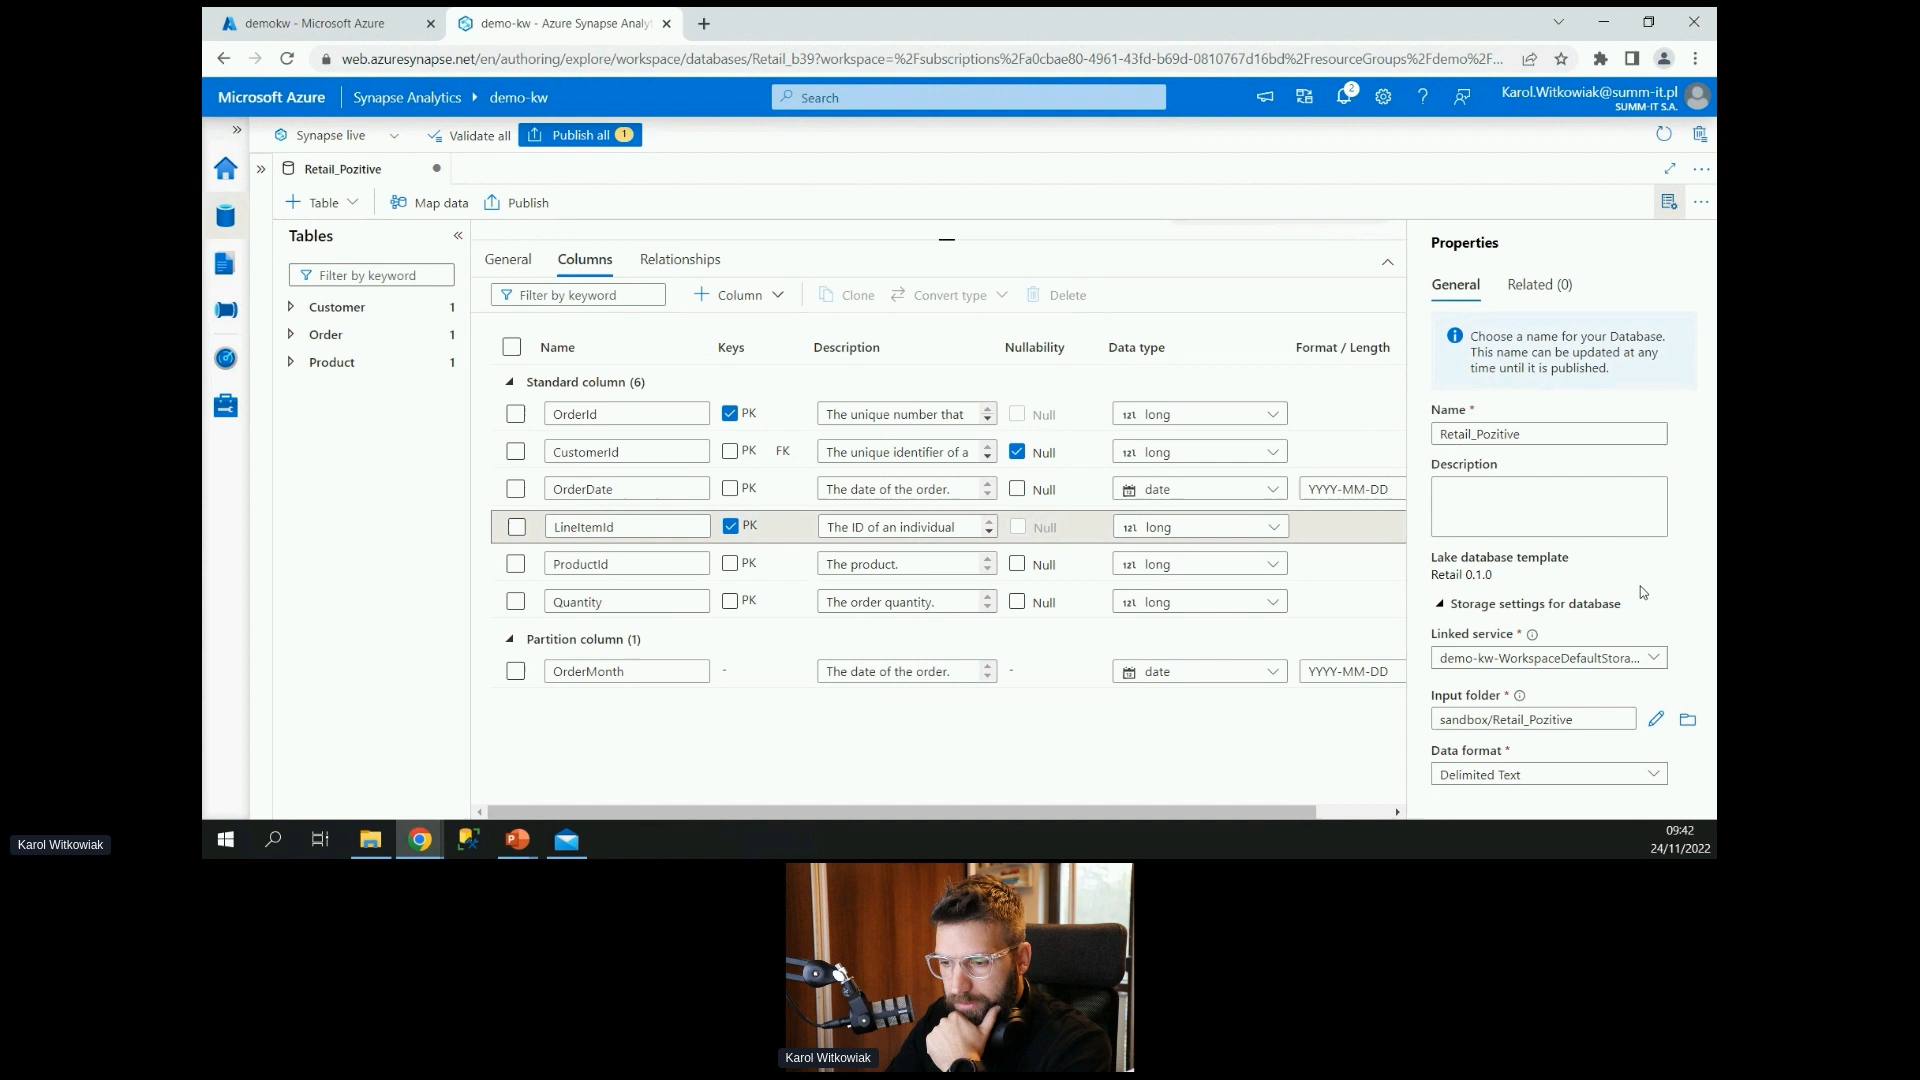 demokw - Microsoft Azure
demo-kw - Azure Synapse Analyt
web.azuresynapse.net/en/authoring/explore/workspace/databases/Retail_b39?workspace=%2Fsubscriptions%2Fa0cbae80-4961-43fd-b69d-0810767d16bd%2FresourceGroups%2Fdemo%2F...
Microsoft Azure
Synapse Analytics
demo-kw
Search
2
Karol.Witkowiak@summ-it.pl
SUMM-IT S.A.
Synapse live
Validate all
Publish all 1
Retail_Pozitive
Table
Map data
Publish
Tables
Filter by keyword
Customer 1
Order 1
Product 1
General Columns Relationships
Filter by keyword
Column
Clone
Convert type
Delete
Name Keys Description Nullability Data type Format / Length
Standard column (6)
OrderId PK The unique number that Null 12l long
CustomerId PK FK The unique identifier of a Null 12l long
OrderDate PK The date of the order. Null date YYYY-MM-DD
LineItemId PK The ID of an individual Null 12l long
ProductId PK The product. Null 12l long
Quantity PK The order quantity. Null 12l long
Partition column (1)
OrderMonth - The date of the order. - date YYYY-MM-DD
Properties
General Related (0)
Choose a name for your Database.
This name can be updated at any
time until it is published.
Name *
Retail_Pozitive
Description
Lake database template
Retail 0.1.0
Storage settings for database
Linked service *
demo-kw-WorkspaceDefaultStora...
Input folder *
sandbox/Retail_Pozitive
Data format *
Delimited Text
09:42
24/11/2022
Karol Witkowiak
Karol Witkowiak